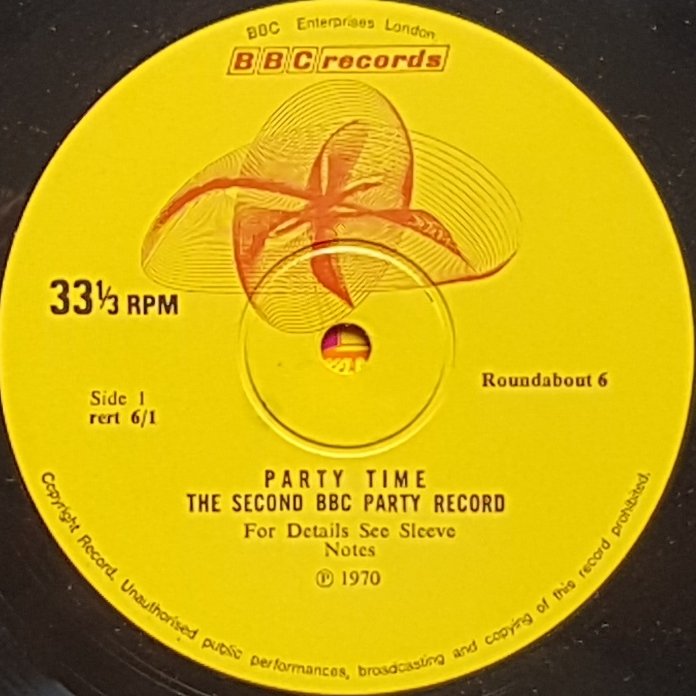 BBC Enterprises London
BBC records
33⅓ RPM
Roundabout 6
Side 1
rert 6/1
PARTY TIME
THE SECOND BBC PARTY RECORD
For Details See Sleeve
Notes
℗ 1970
Copyright Record. Unauthorised public performances, broadcasting and copying of this record prohibited.